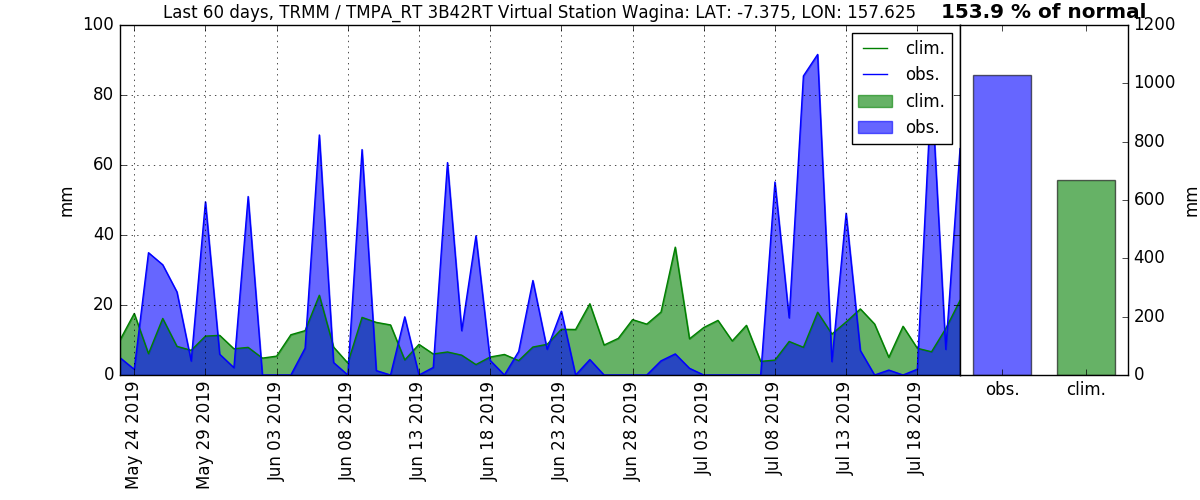 Last 60 days, TRMM / TMPA_RT 3B42RT Virtual Station Wagina: LAT: -7.375, LON: 157.625
153.9 % of normal
100
80
60
40
20
0
mm
clim.
obs.
clim.
obs.
May 24 2019
May 29 2019
Jun 03 2019
Jun 08 2019
Jun 13 2019
Jun 18 2019
Jun 23 2019
Jun 28 2019
Jul 03 2019
Jul 08 2019
Jul 13 2019
Jul 18 2019
1200
1000
800
600
400
200
0
mm
obs.
clim.